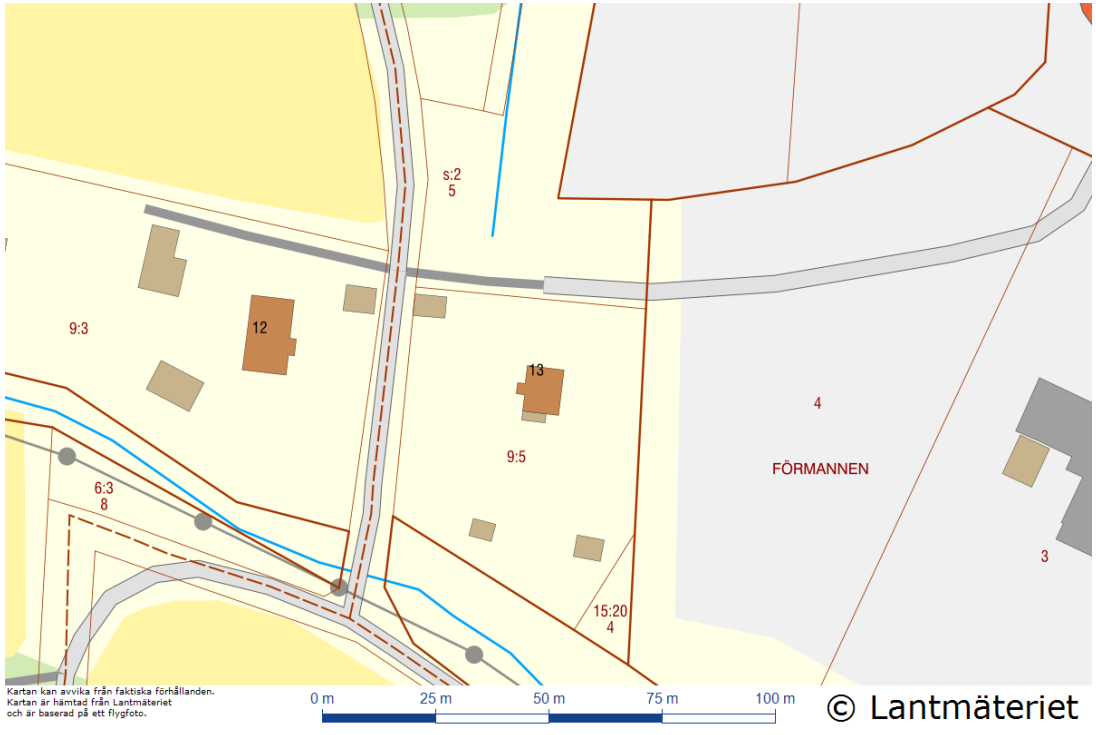 s:2
5
12
9:3
13
4
9:5
FÖRMANNEN
6:3
8
3
15:20
4
Kartan kan avvika från faktiska förhållanden.
Kartan är hämtad från Lantmäteriet
och är baserad på ett flygfoto.
0 m 25 m 50 m 75 m 100 m
© Lantmäteriet